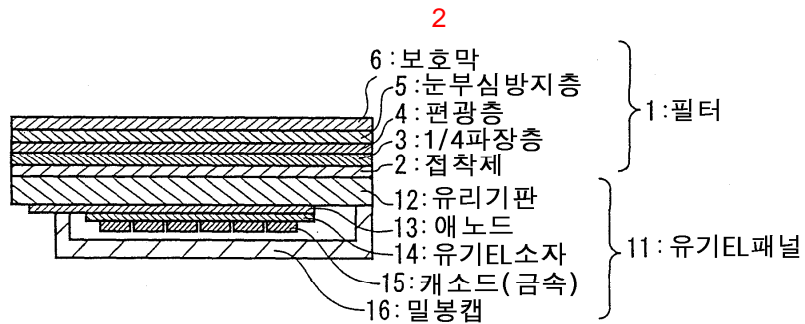 2
6:보호막
5:눈부심방지층
4:편광층
3:1/4파장층
2:접착제
1:필터
12:유리기판
13:애노드
14:유기EL소자
15:캐소드(금속)
16:밀봉캡
11:유기EL패널